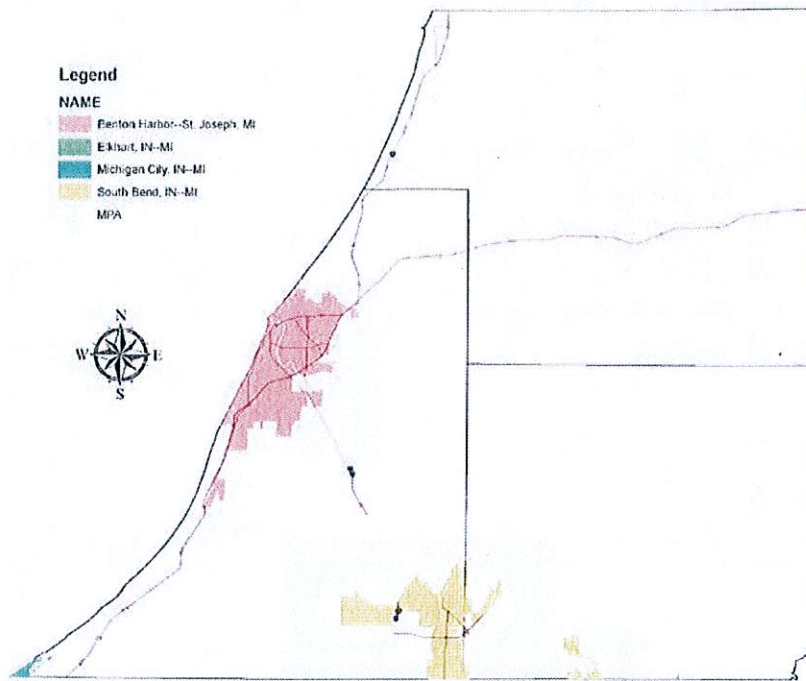 Legend
NAME
Benton Harbor--St. Joseph, MI
Elkhart, IN--MI
Michigan City, IN--MI
South Bend, IN--MI
MPA
N
W E
S